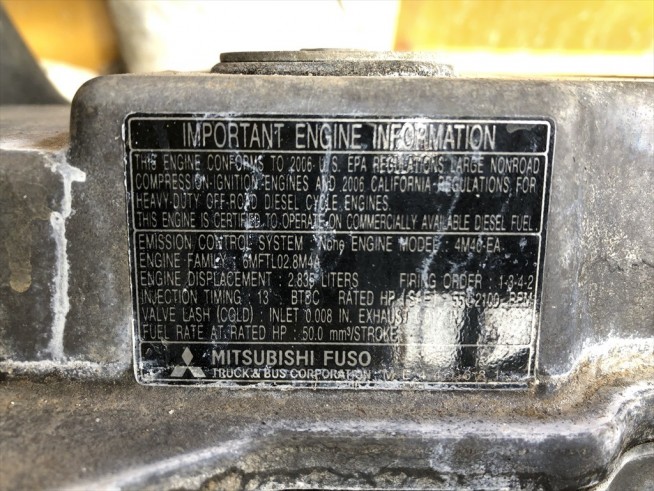 IMPORTANT ENGINE INFORMATION
THIS ENGINE CONFORMS TO 2006 U.S. EPA REGULATIONS LARGE NONROAD
COMPRESSION-IGNITION-ENGINES AND 2006 CALIFORNIA REGULATIONS FOR
HEAVY-DUTY OFF-ROAD DIESEL CYCLE ENGINES.
THIS ENGINE IS CERTIFIED TO OPERATE ON COMMERCIALLY AVAILABLE DIESEL FUEL
EMISSION CONTROL SYSTEM : None ENGINE MODEL : 4M40-EA
ENGINE FAMILY : 6MFTL02.8M4A
ENGINE DISPLACEMENT : 2.835 LITERS FIRING ORDER : 1-3-4-2
INJECTION TIMING : 13° BTDC RATED HP 2100 RPM
VALVE LASH (COLD) : INLET 0.008 IN. EXHAUST
FUEL RATE AT RATED HP : 50.0 mm³/STROKE
MITSUBISHI FUSO
TRUCK & BUS CORPORATION